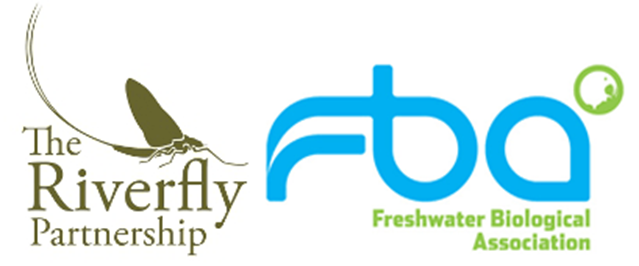 The
Riverfly
Partnership
fba
Freshwater Biological
Association